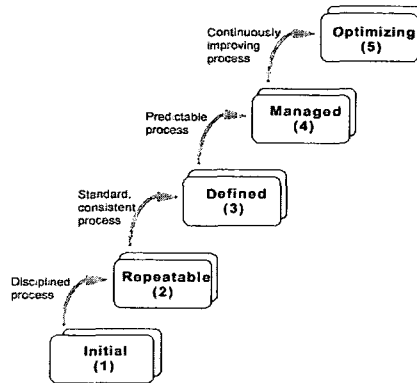 Continuously
improving process
Optimizing
(5)
Predictable
process
Managed
(4)
Standard,
consistent
process
Defined
(3)
Disciplined
process
Repeatable
(2)
Initial
(1)